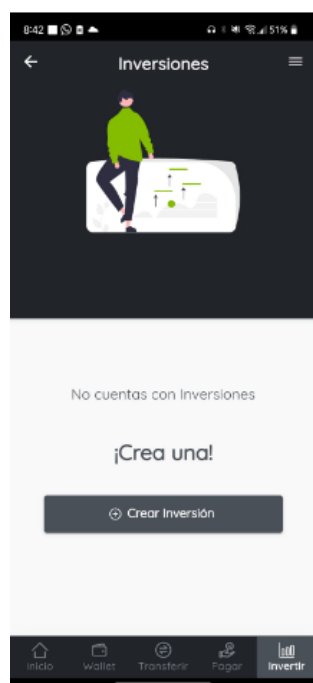 8:42 51%
Inversiones
No cuentas con Inversiones
¡Crea una!
Crear Inversión
Inicio Wallet Transferir Pagar Invertir